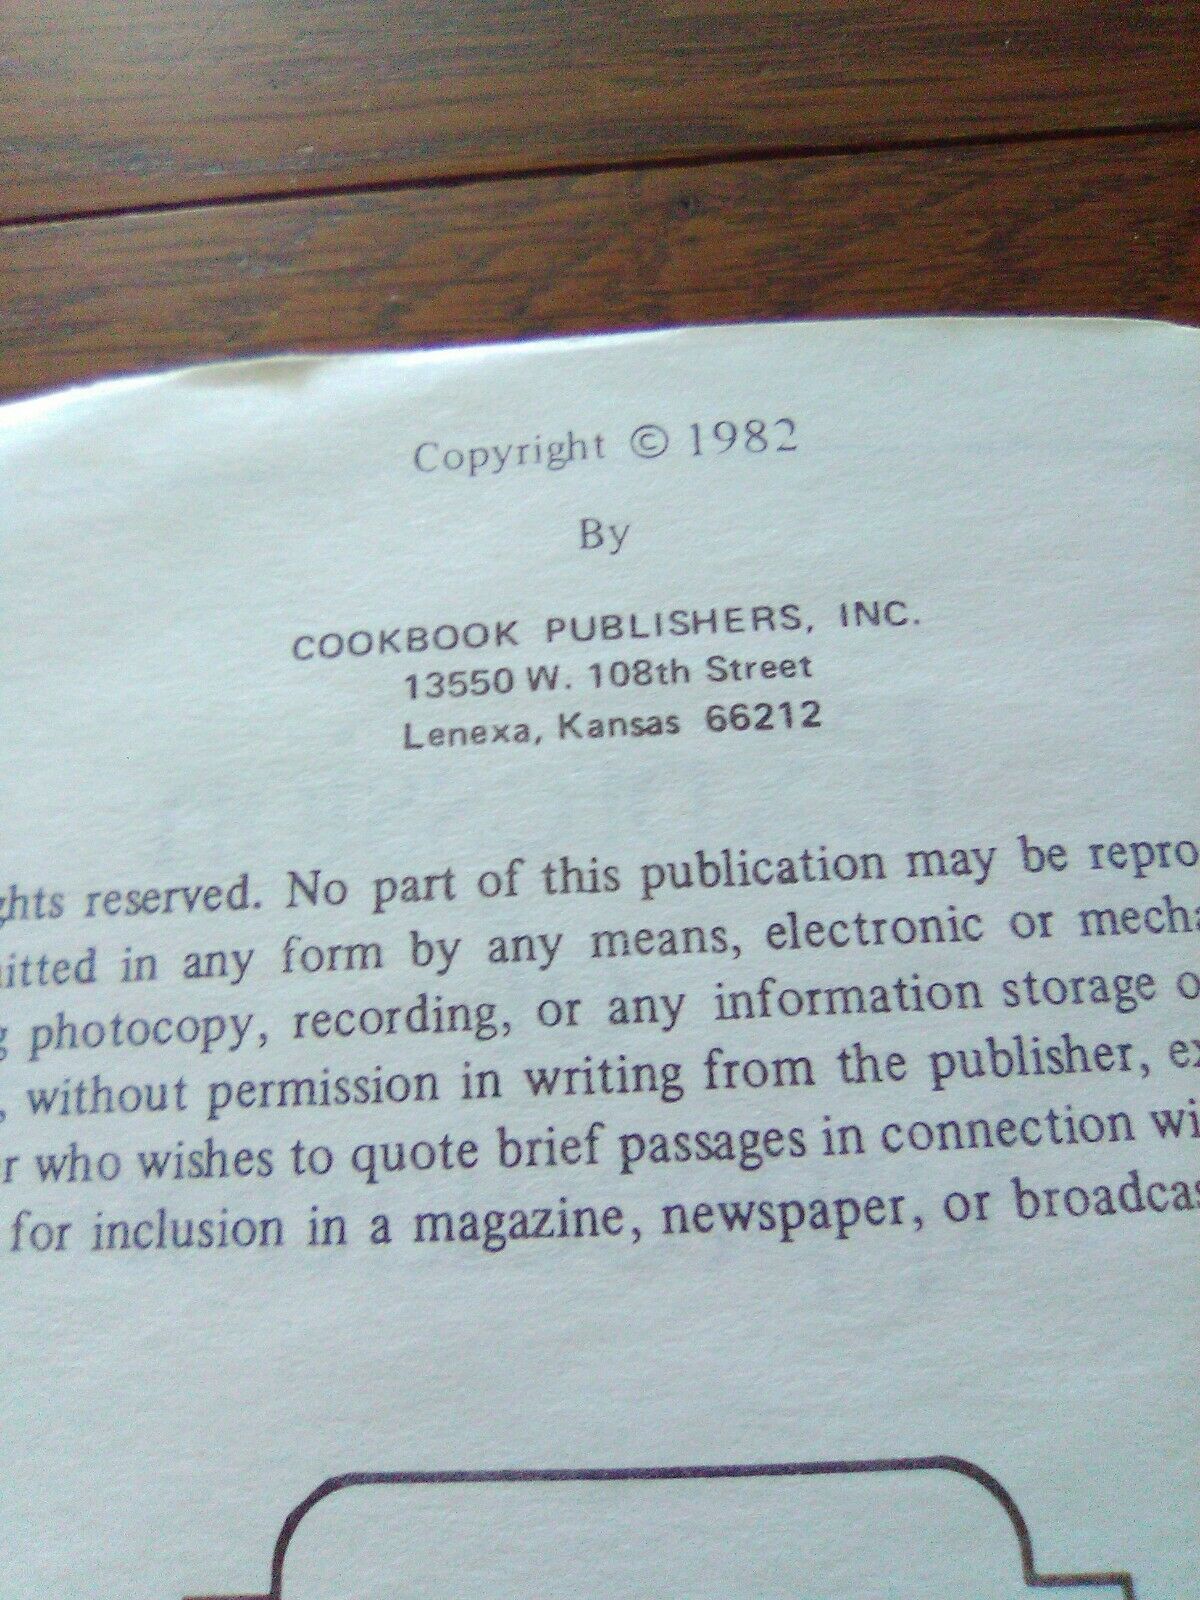 Copyright © 1982
By
COOKBOOK PUBLISHERS, INC.
13550 W. 108th Street
Lenexa, Kansas 66212
reserved. No part of this publication may be
in any form by any means, electronic or
photocopy, recording, or any information storage
, without permission in writing from the publisher,
who wishes to quote brief passages in connection
for inclusion in a magazine, newspaper, or